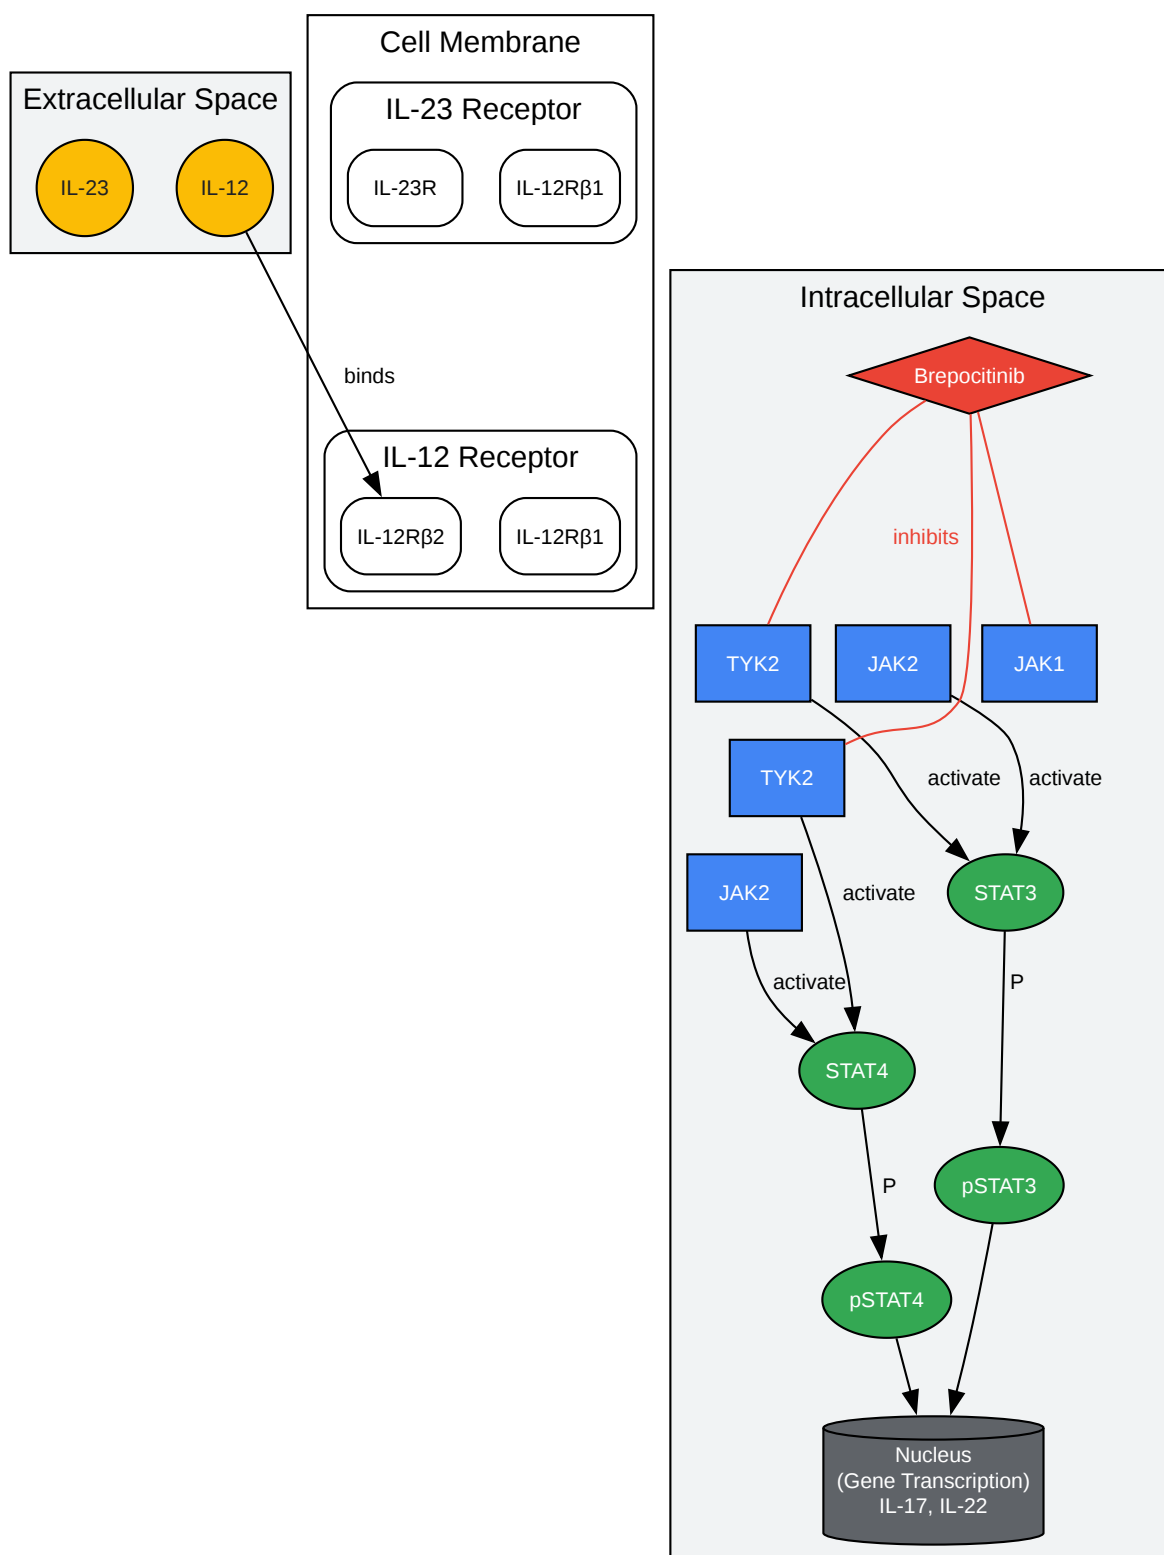 Cell Membrane
Extracellular Space
IL-23 Receptor
IL-23
IL-12
IL-23R
IL-12Rβ1
Intracellular Space
binds
Brepocitinib
IL-12 Receptor
IL-12Rβ2
IL-12Rβ1
inhibits
TYK2
JAK2
JAK1
TYK2
activate
activate
JAK2
activate
STAT3
activate
P
STAT4
P
pSTAT3
pSTAT4
Nucleus
(Gene Transcription)
IL-17, IL-22